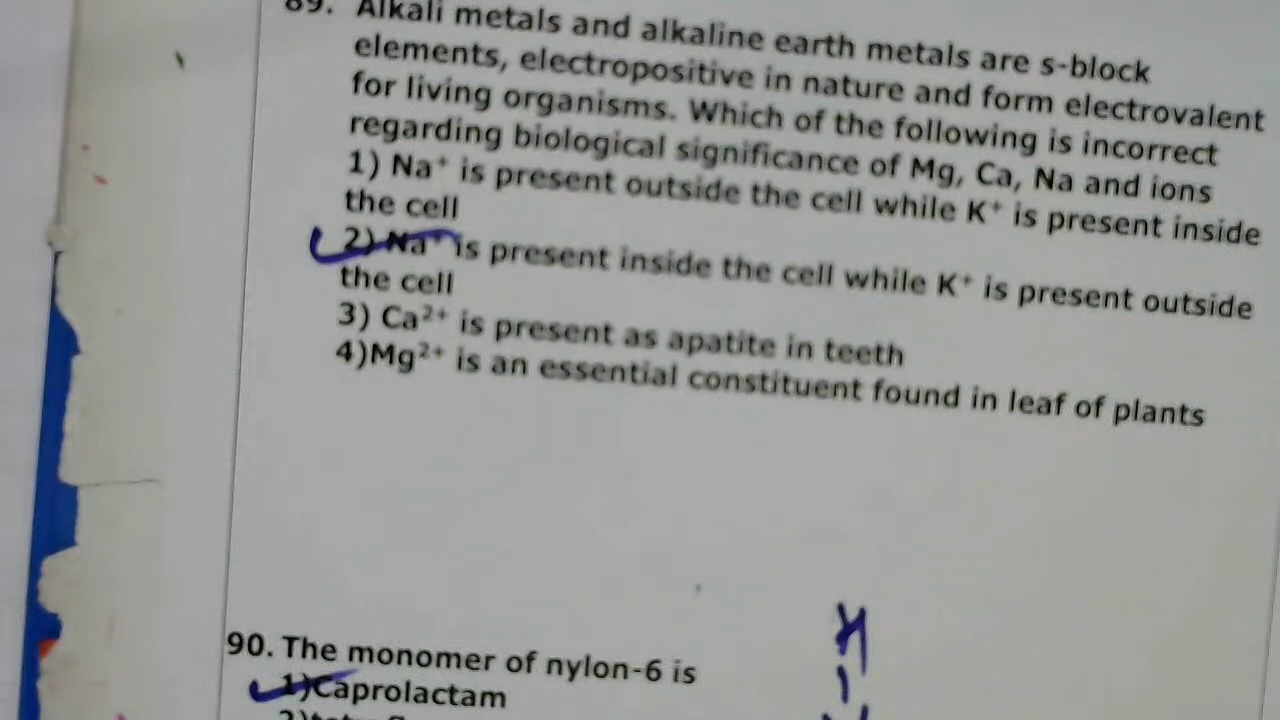 89. Alkali metals and alkaline earth metals are s-block
elements, electropositive in nature and form electrovalent
for living organisms. Which of the following is incorrect
regarding biological significance of Mg, Ca, Na and ions
1) Na⁺ is present outside the cell while K⁺ is present inside
the cell
2) Na⁺ is present inside the cell while K⁺ is present outside
the cell
3) Ca²⁺ is present as apatite in teeth
4)Mg²⁺ is an essential constituent found in leaf of plants
90. The monomer of nylon-6 is
1)Caprolactam